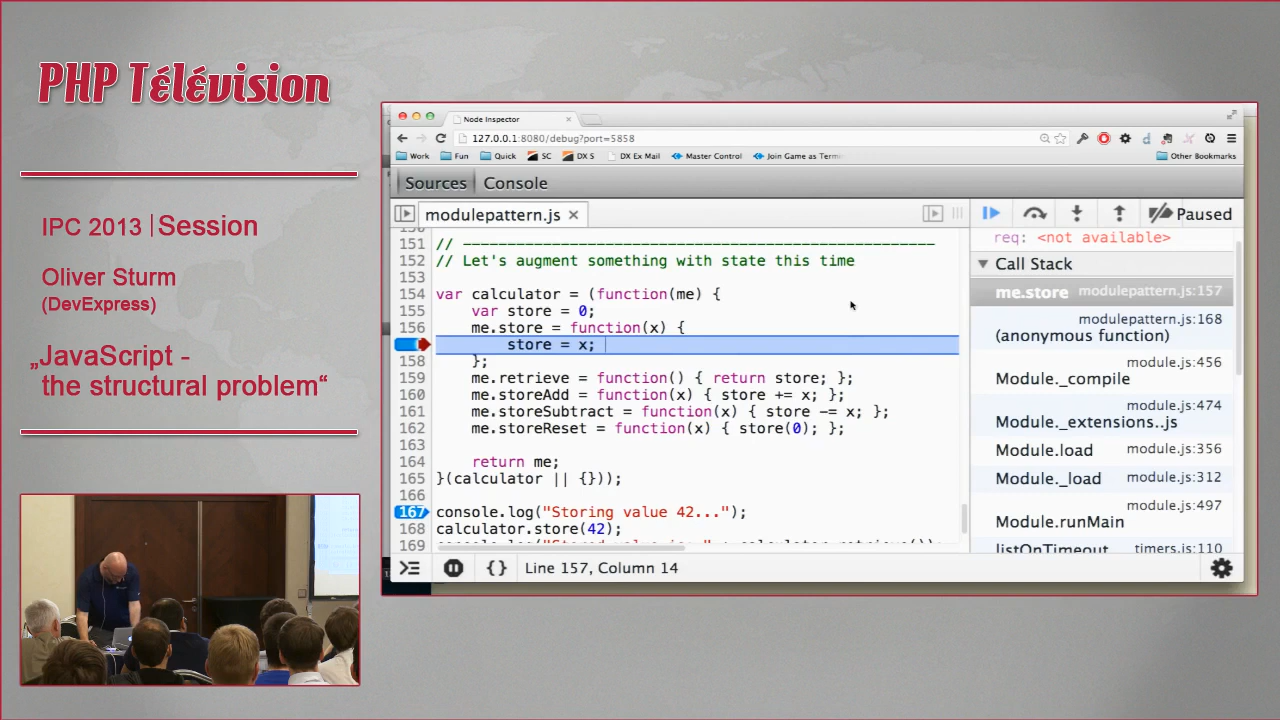 PHP Télévision
IPC 2013 | Session
Oliver Sturm
(DevExpress)
„JavaScript -
the structural problem“
Node Inspector
127.0.0.1:8080/debug?port=5858
Work Fun Quick SC DX S DX Ex Mail Master Control Join Game as Term Other Bookmarks
Sources Console
modulepattern.js
Paused
151 // -----------------------------------------------------
152 // Let's augment something with state this time
153
154 var calculator = (function(me) {
155 var store = 0;
156 me.store = function(x) {
store = x;
158 };
159 me.retrieve = function() { return store; };
160 me.storeAdd = function(x) { store += x; };
161 me.storeSubtract = function(x) { store -= x; };
162 me.storeReset = function(x) { store(0); };
163
164 return me;
165 }(calculator || {}));
166
167 console.log("Storing value 42...");
168 calculator.store(42);
169
req: <not available>
Call Stack
me.store modulepattern.js:157
modulepattern.js:168
(anonymous function)
module.js:456
Module._compile
module.js:474
Module._extensions..js
Module.load module.js:356
Module._load module.js:312
module.js:497
Module.runMain
listOnTimeout timers.js:110
{} Line 157, Column 14